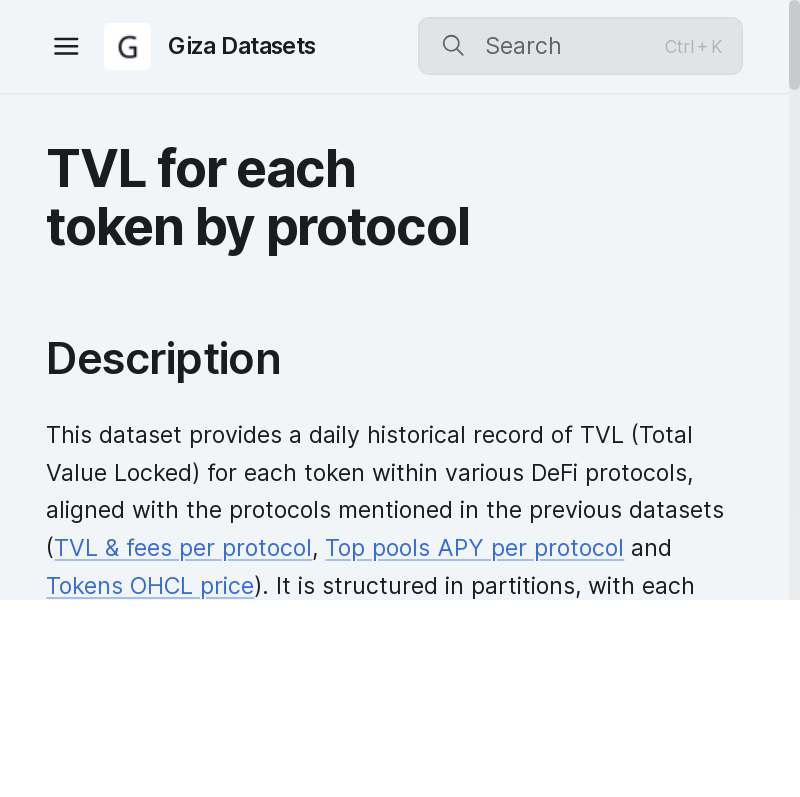 G Giza Datasets Search Ctrl + K
TVL for each
token by protocol
Description
This dataset provides a daily historical record of TVL (Total
Value Locked) for each token within various DeFi protocols,
aligned with the protocols mentioned in the previous datasets
(TVL & fees per protocol, Top pools APY per protocol and
Tokens OHCL price). It is structured in partitions, with each